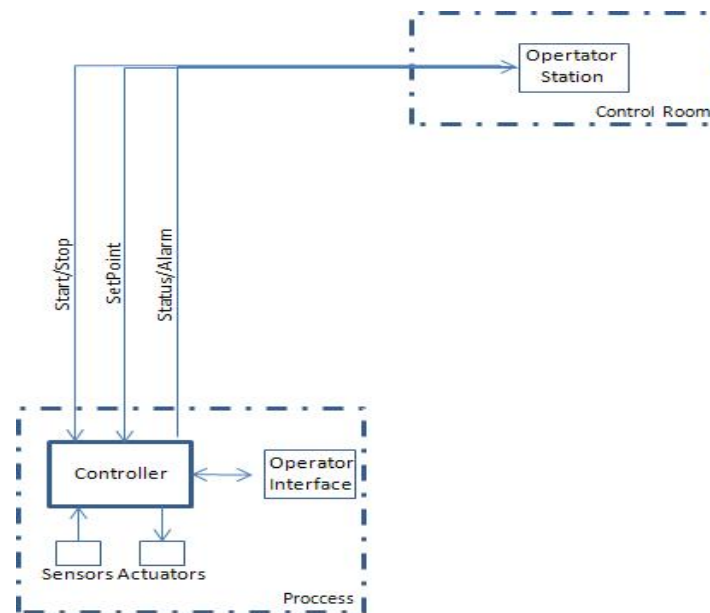 Opertator
Station
Control Room
Start/Stop
SetPoint
Status/Alarm
Controller
Operator
Interface
Sensors
Actuators
Proccess